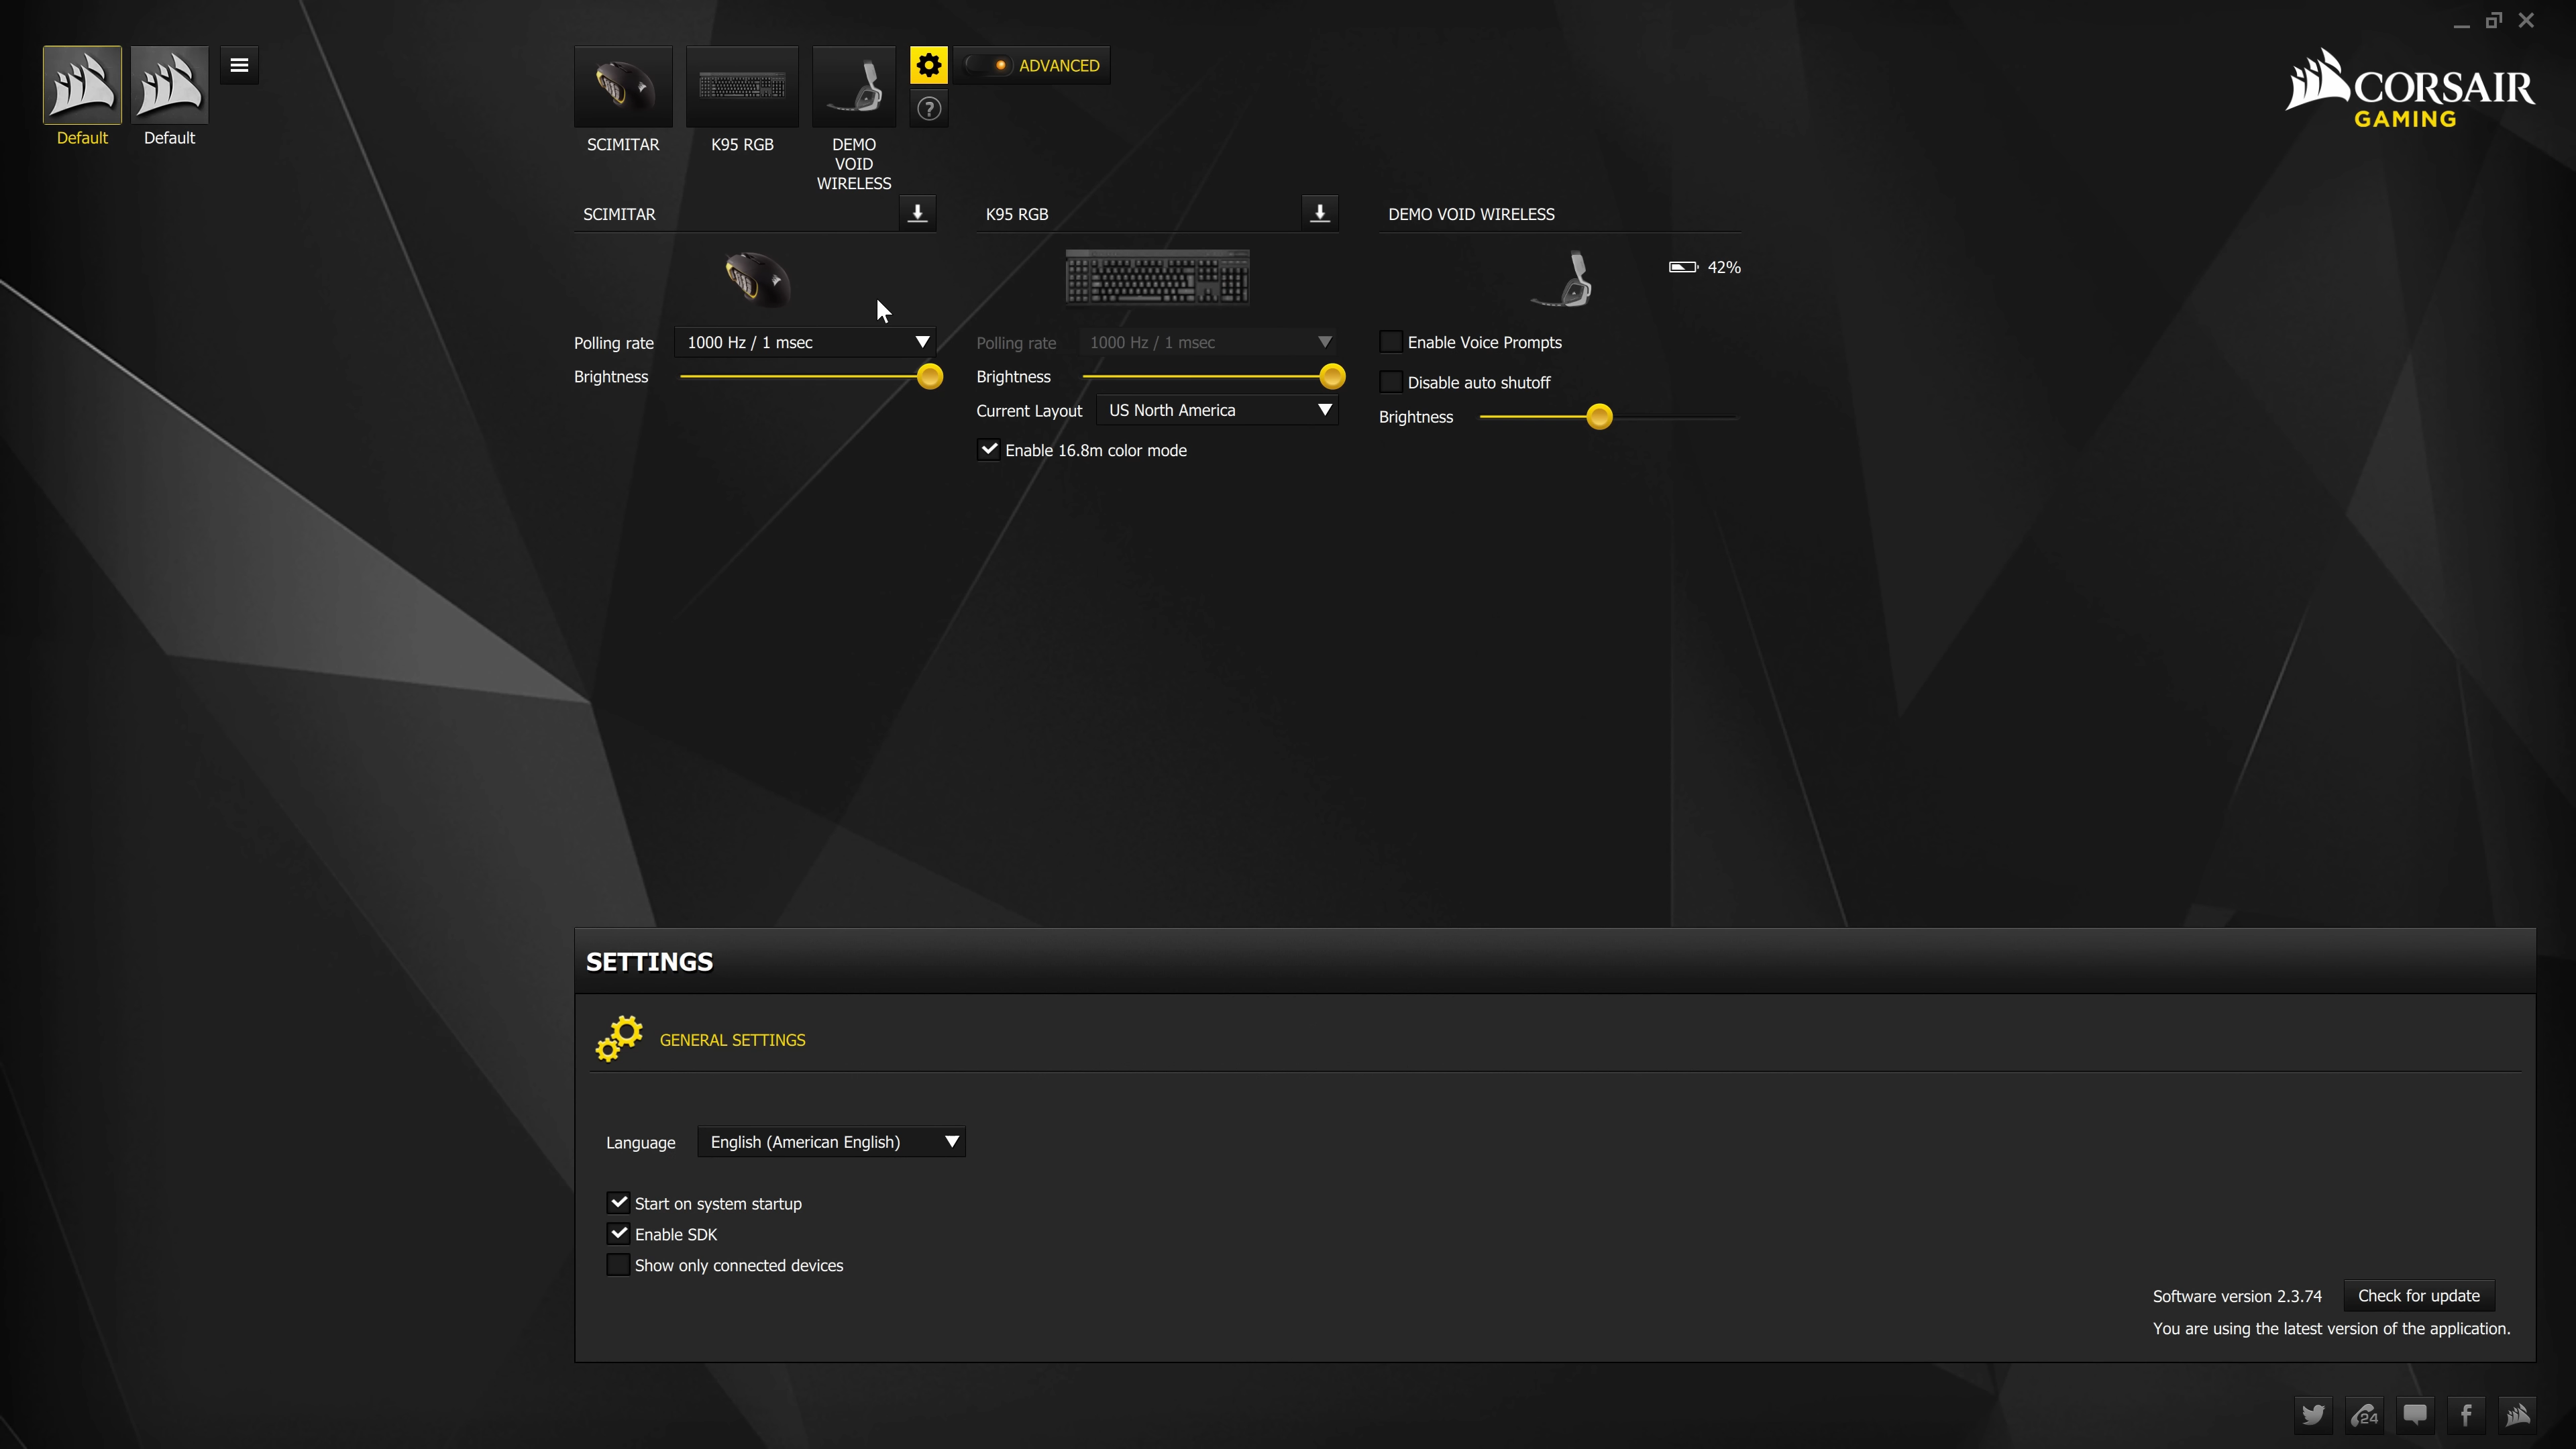 Default
Default
SCIMITAR
K95 RGB
DEMO
VOID
WIRELESS
ADVANCED
?
CORSAIR
GAMING
SCIMITAR
Polling rate
1000 Hz / 1 msec
Brightness
K95 RGB
Polling rate
1000 Hz / 1 msec
Brightness
Current Layout
US North America
Enable 16.8m color mode
DEMO VOID WIRELESS
42%
Enable Voice Prompts
Disable auto shutoff
Brightness
SETTINGS
GENERAL SETTINGS
Language
English (American English)
Start on system startup
Enable SDK
Show only connected devices
Software version 2.3.74
Check for update
You are using the latest version of the application.
24
f